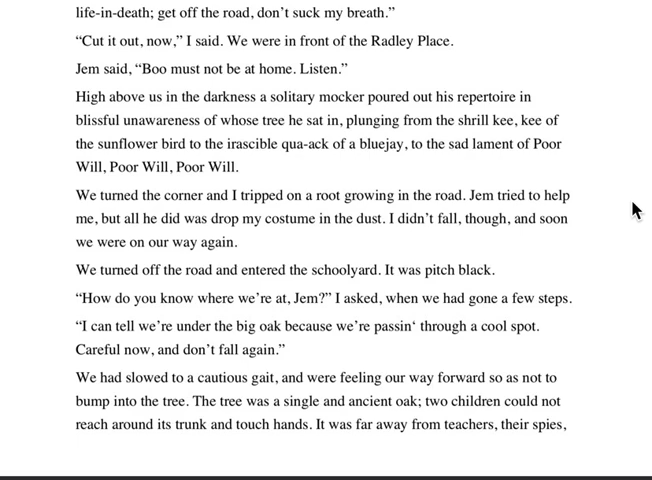 life-in-death; get off the road, don’t suck my breath.”
“Cut it out, now,” I said. We were in front of the Radley Place.
Jem said, “Boo must not be at home. Listen.”
High above us in the darkness a solitary mocker poured out his repertoire in
blissful unawareness of whose tree he sat in, plunging from the shrill kee, kee of
the sunflower bird to the irascible qua-ack of a bluejay, to the sad lament of Poor
Will, Poor Will, Poor Will.
We turned the corner and I tripped on a root growing in the road. Jem tried to help
me, but all he did was drop my costume in the dust. I didn’t fall, though, and soon
we were on our way again.
We turned off the road and entered the schoolyard. It was pitch black.
“How do you know where we’re at, Jem?” I asked, when we had gone a few steps.
“I can tell we’re under the big oak because we’re passin‘ through a cool spot.
Careful now, and don’t fall again.”
We had slowed to a cautious gait, and were feeling our way forward so as not to
bump into the tree. The tree was a single and ancient oak; two children could not
reach around its trunk and touch hands. It was far away from teachers, their spies,